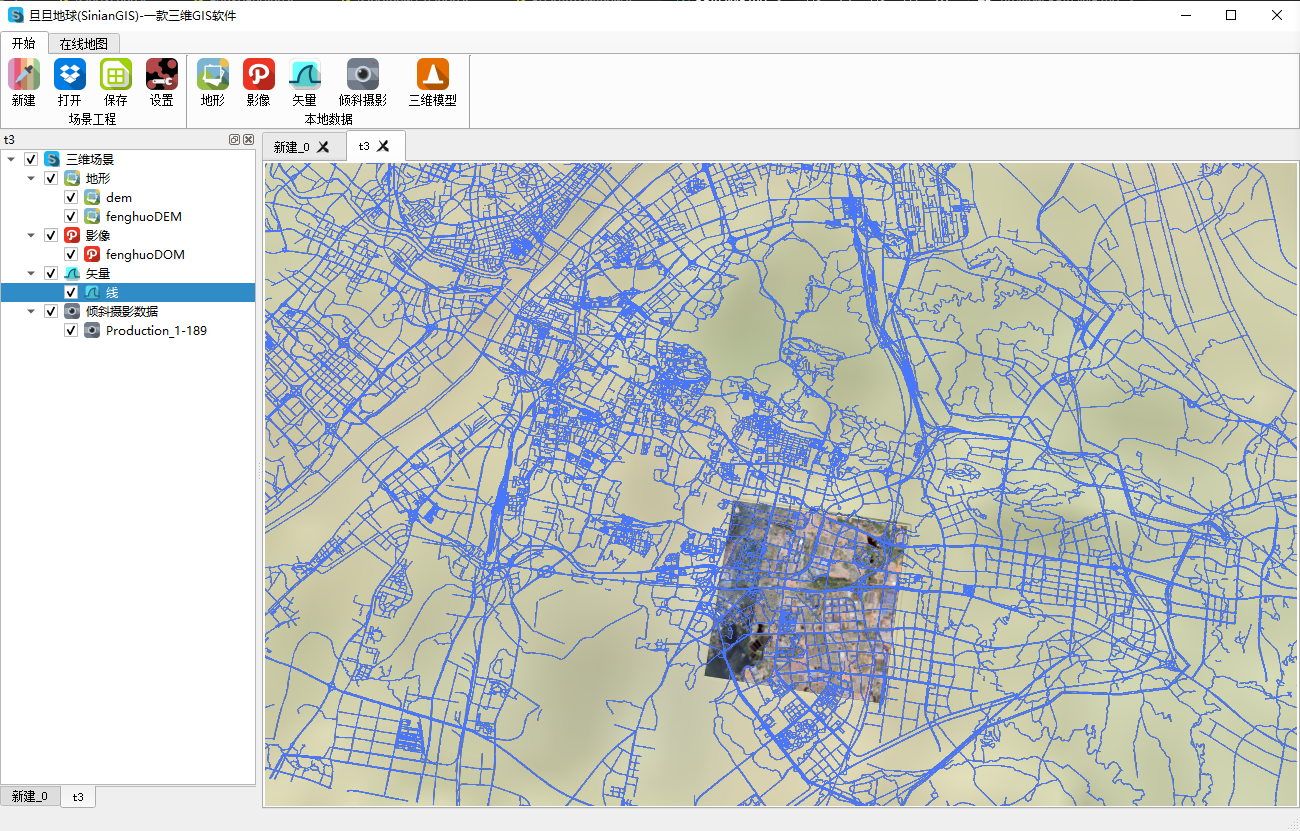 旦旦地球(SinianGIS)-一款三维GIS软件
开始 在线地图
新建 打开 保存 设置 地形 影像 矢量 倾斜摄影 三维模型
场景工程 本地数据
t3
新建_0 t3
三维场景
地形
dem
fenghuoDEM
影像
fenghuoDOM
矢量
线
倾斜摄影数据
Production_1-189
新建_0 t3